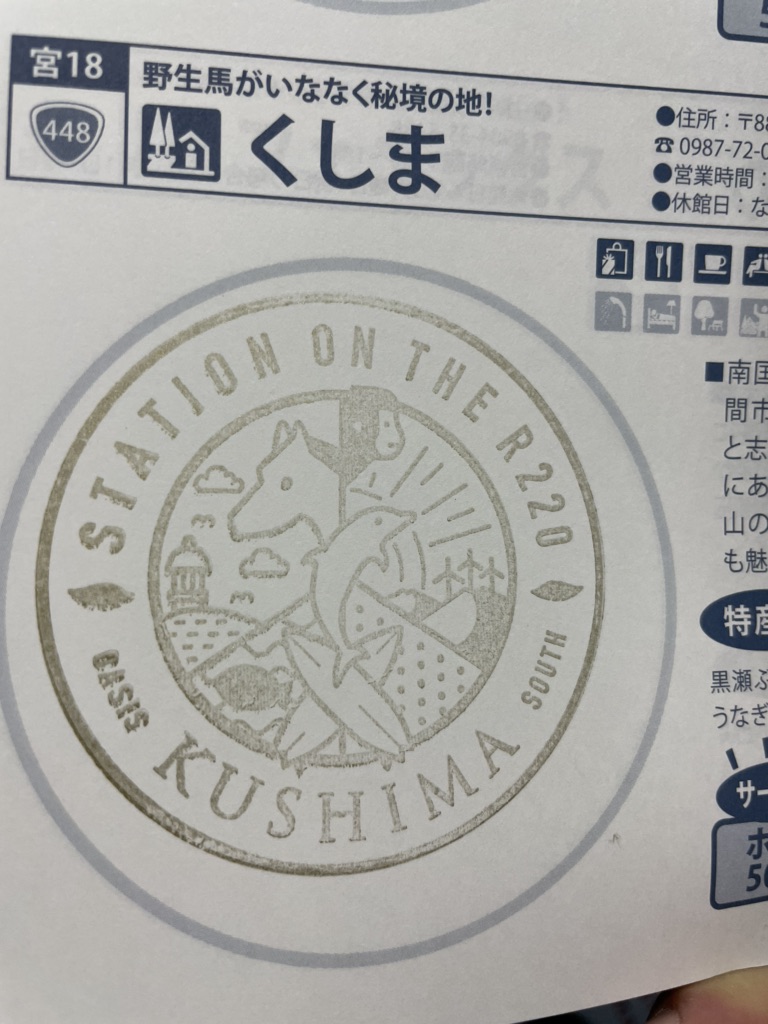 宮18
448
野生馬がいななく秘境の地!
くしま
●住所:〒88
☎ 0987-72-0
●営業時間:
●休館日:な
STATION ON THE R220
OASIS
KUSHIMA
SOUTH
■南国
間市
と志
にあ
山の
も魅
特産
黒瀬ぶ
うなぎ
サー
ホ
50
5